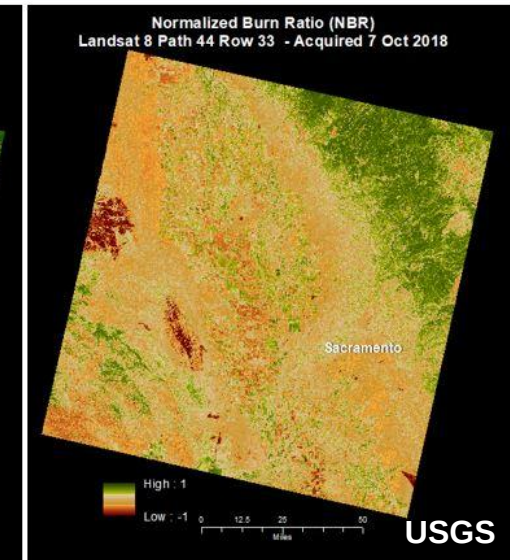 Normalized Burn Ratio (NBR)
Landsat 8 Path 44 Row 33 - Acquired 7 Oct 2018
Sacramento
High : 1
Low : -1
0 12.5 25 50
Miles
USGS